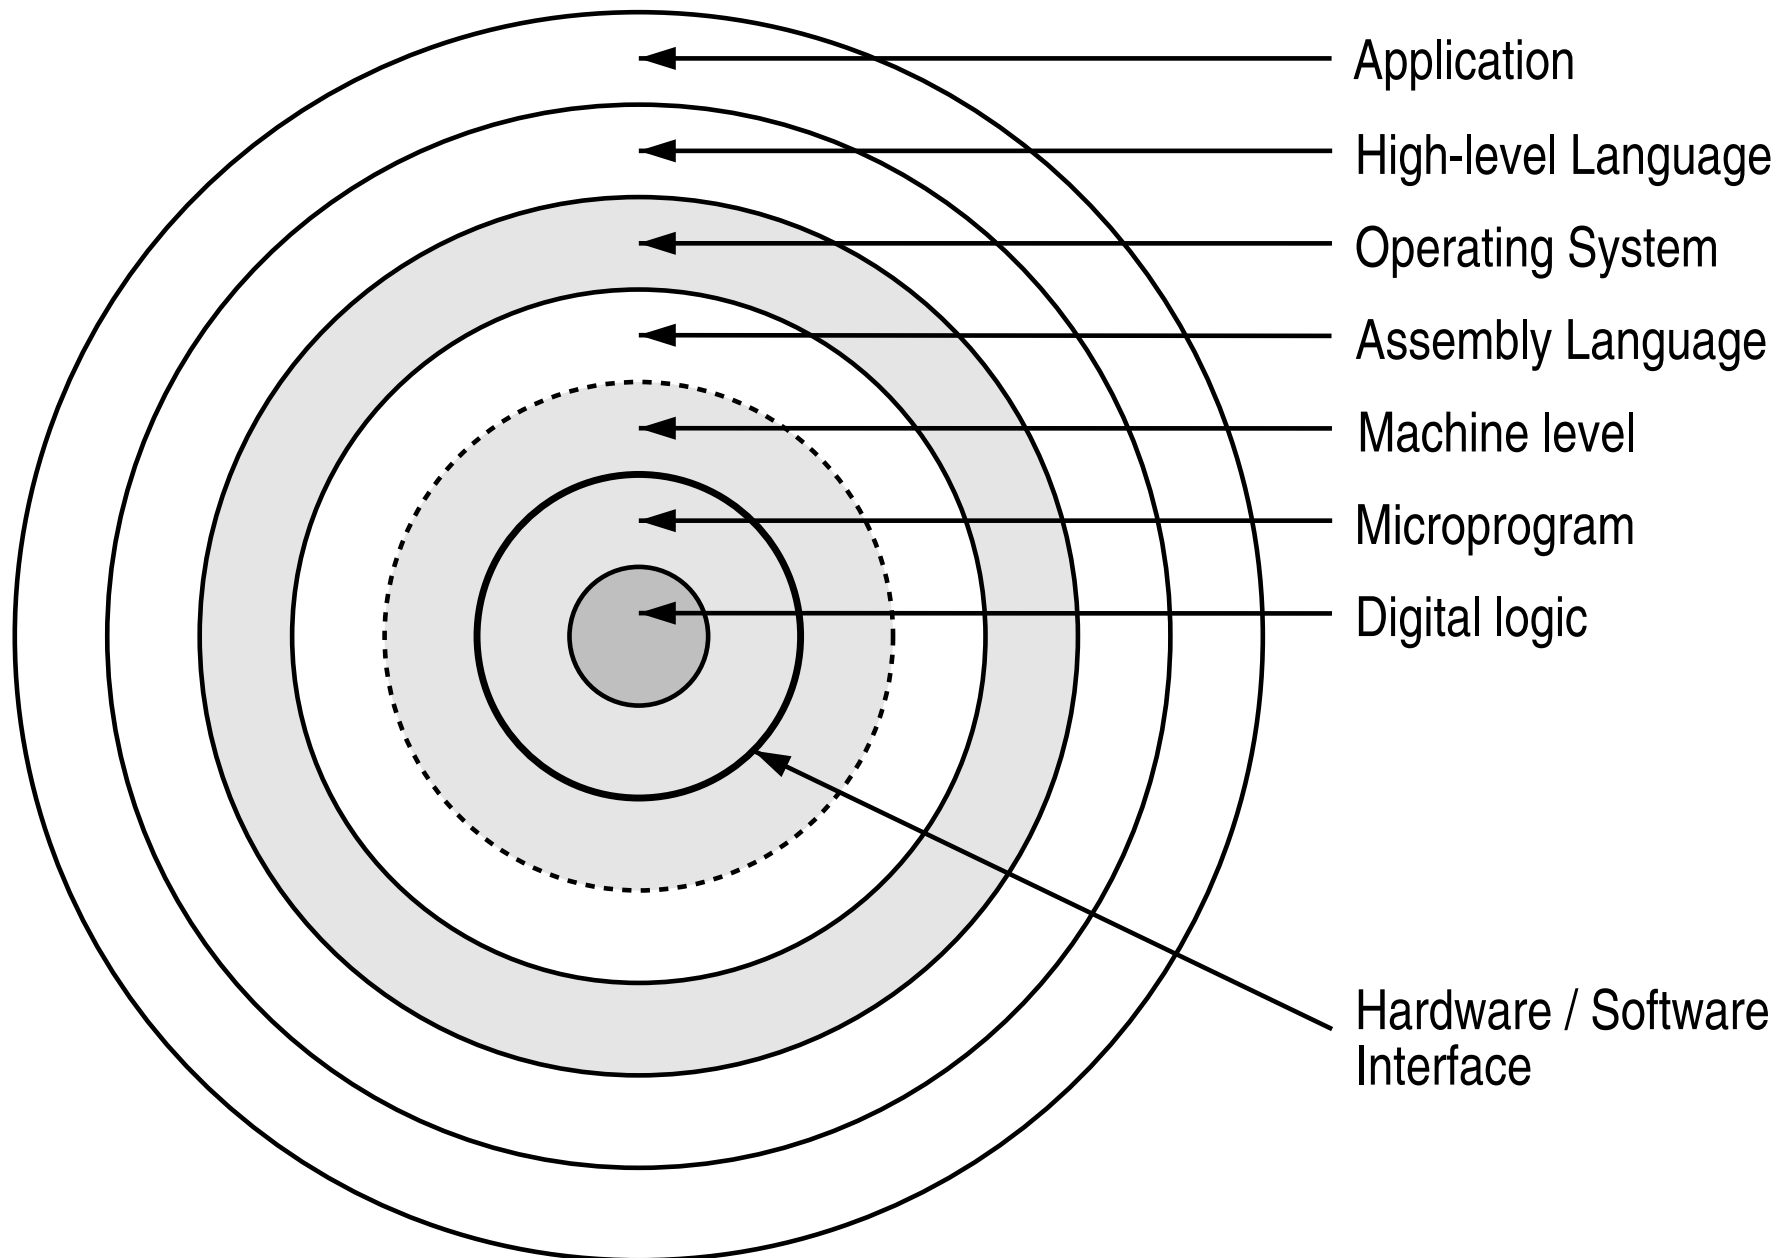 Application
High-level Language
Operating System
Assembly Language
Machine level
Microprogram
Digital logic
Hardware / Software
Interface